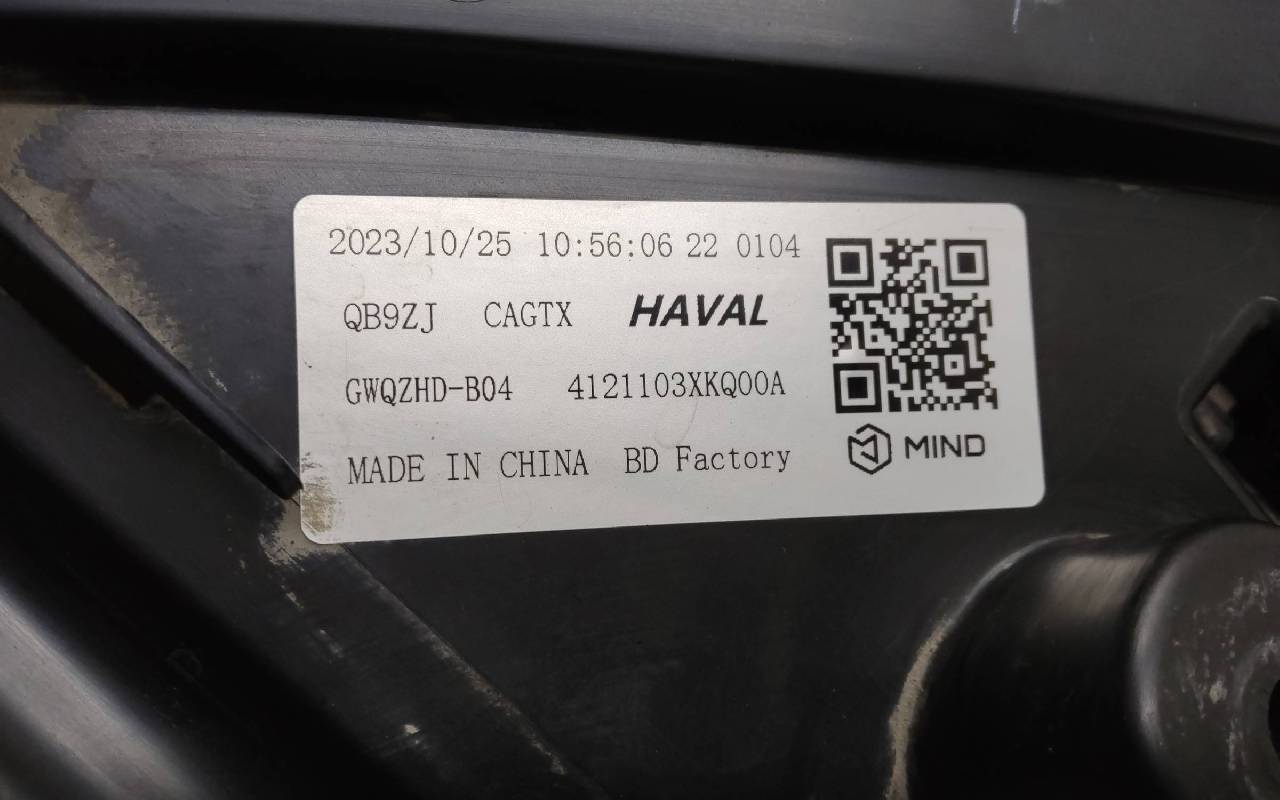 2023/10/25 10:56:06 22 0104
QB9ZJ CAGTX HAVAL
GWQZHD-B04 4121103XKQ00A
MADE IN CHINA BD Factory
MIND